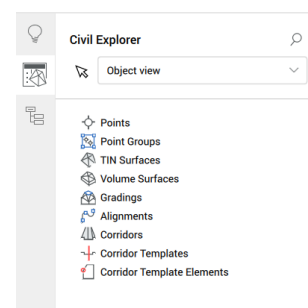 Civil Explorer
Object view
Points
Point Groups
TIN Surfaces
Volume Surfaces
Gradings
Alignments
Corridors
Corridor Templates
Corridor Template Elements